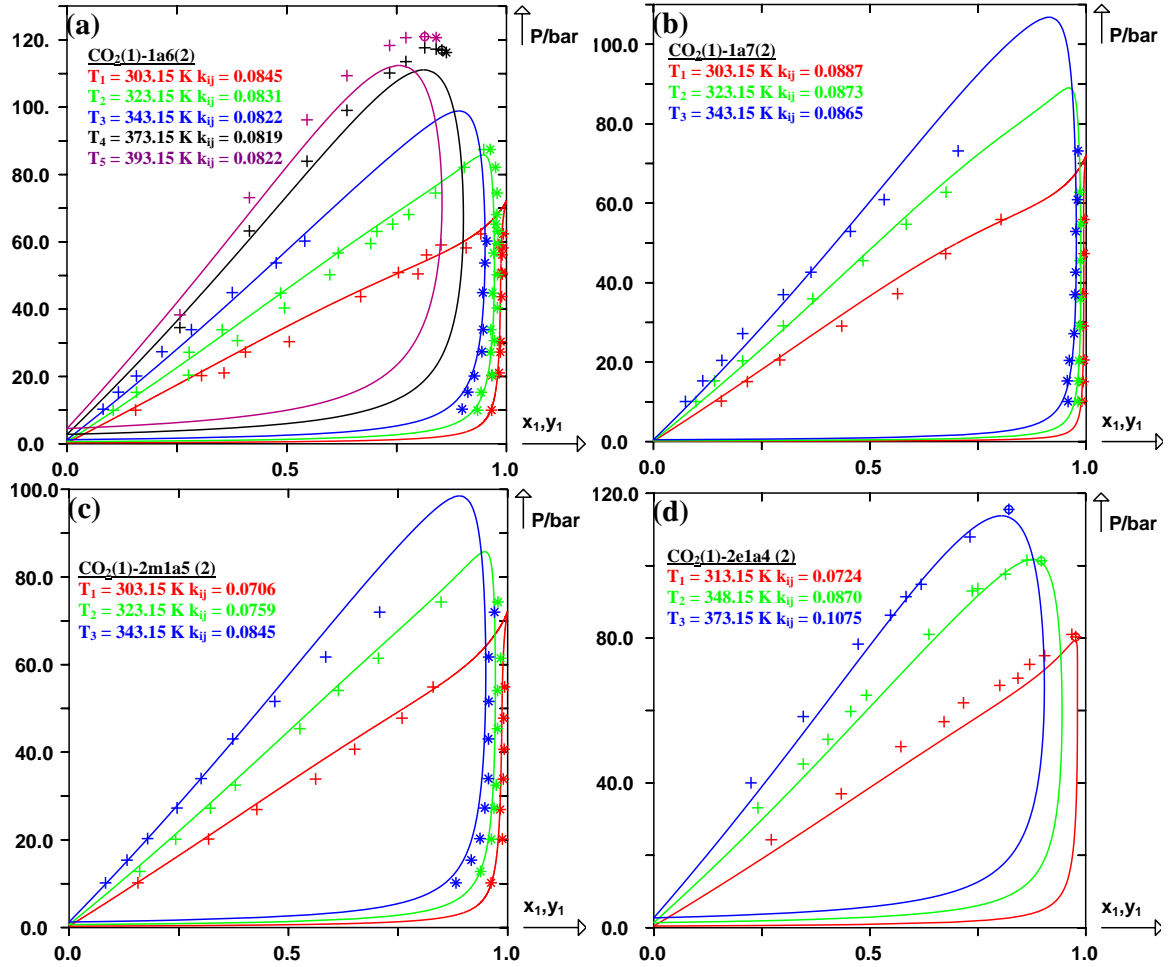 (a)
P/bar
120.
100.
80.0
60.0
40.0
20.0
0.0
CO2(1)-1a6(2)
T1 = 303.15 K kij = 0.0845
T2 = 323.15 K kij = 0.0831
T3 = 343.15 K kij = 0.0822
T4 = 373.15 K kij = 0.0819
T5 = 393.15 K kij = 0.0822
x1,y1
0.0 0.5 1.0
(b)
P/bar
100.0
80.0
60.0
40.0
20.0
0.0
CO2(1)-1a7(2)
T1 = 303.15 K kij = 0.0887
T2 = 323.15 K kij = 0.0873
T3 = 343.15 K kij = 0.0865
x1,y1
0.0 0.5 1.0
(c)
P/bar
100.0
80.0
60.0
40.0
20.0
0.0
CO2(1)-2m1a5 (2)
T1 = 303.15 K kij = 0.0706
T2 = 323.15 K kij = 0.0759
T3 = 343.15 K kij = 0.0845
x1,y1
0.0 0.5 1.0
(d)
P/bar
120.0
80.0
40.0
0.0
CO2(1)-2e1a4 (2)
T1 = 313.15 K kij = 0.0724
T2 = 348.15 K kij = 0.0870
T3 = 373.15 K kij = 0.1075
x1,y1
0.0 0.5 1.0